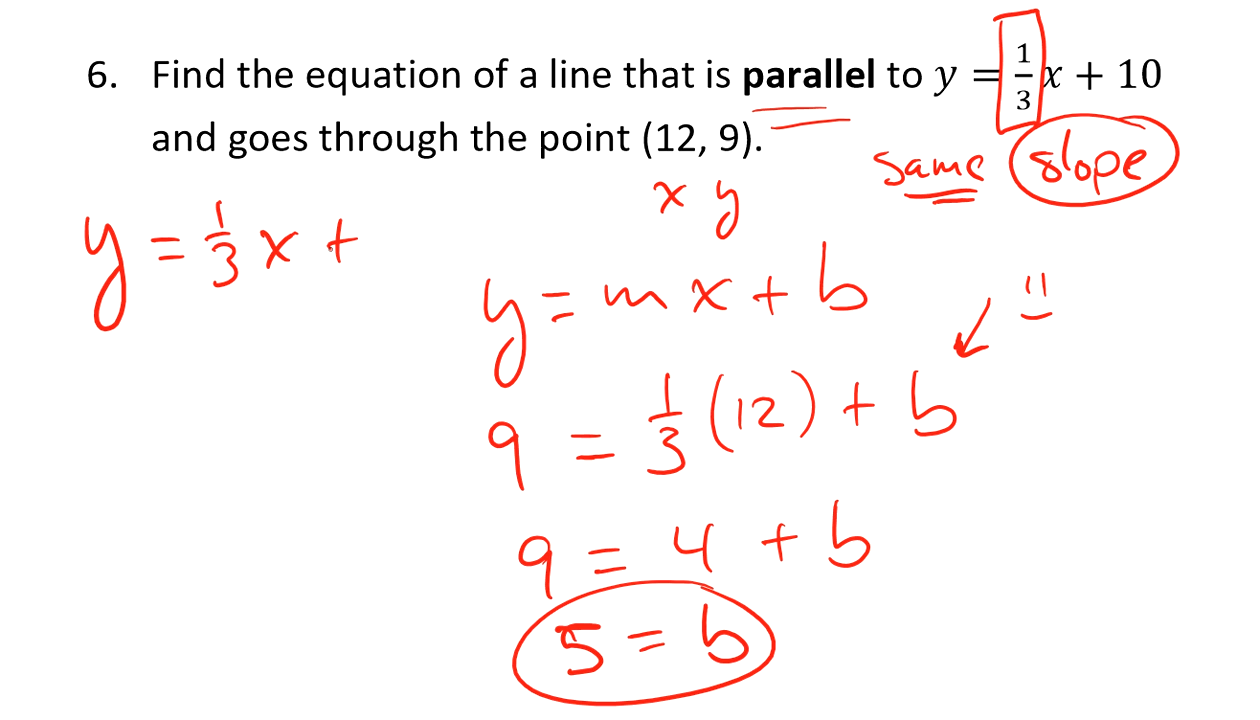 6. Find the equation of a line that is parallel to y = 1/3 x + 10
and goes through the point (12, 9).
same slope
x y
y = 1/3 x +
y = mx + b
9 = 1/3 (12) + b
9 = 4 + b
5 = b